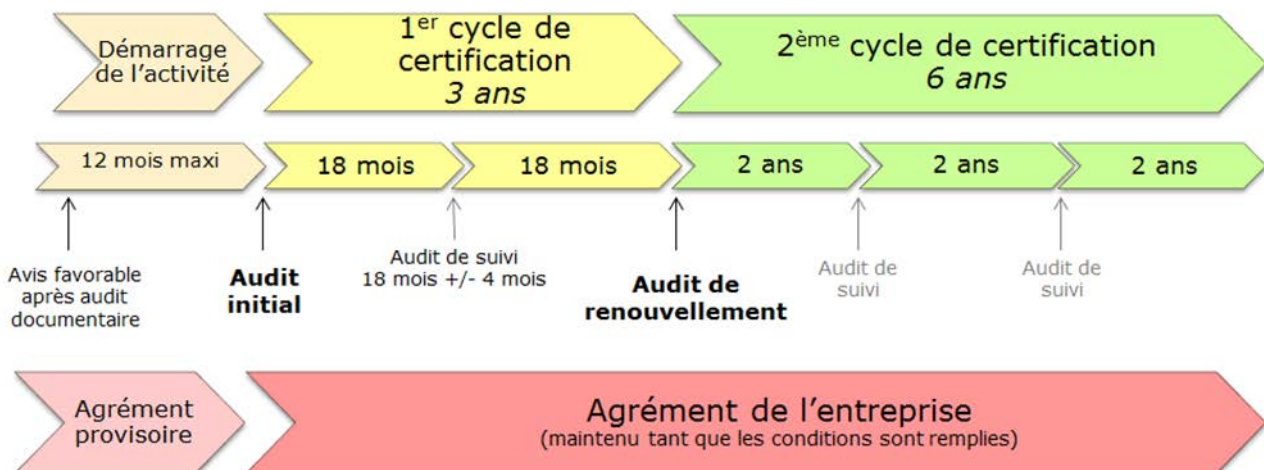 Démarrage
de l’activité
1er cycle de
certification
3 ans
2ème cycle de certification
6 ans
12 mois maxi
18 mois
18 mois
2 ans
2 ans
2 ans
Avis favorable
après audit
documentaire
Audit
initial
Audit de suivi
18 mois +/- 4 mois
Audit de
renouvellement
Audit de
suivi
Audit de
suivi
Agrément
provisoire
Agrément de l’entreprise
(maintenu tant que les conditions sont remplies)